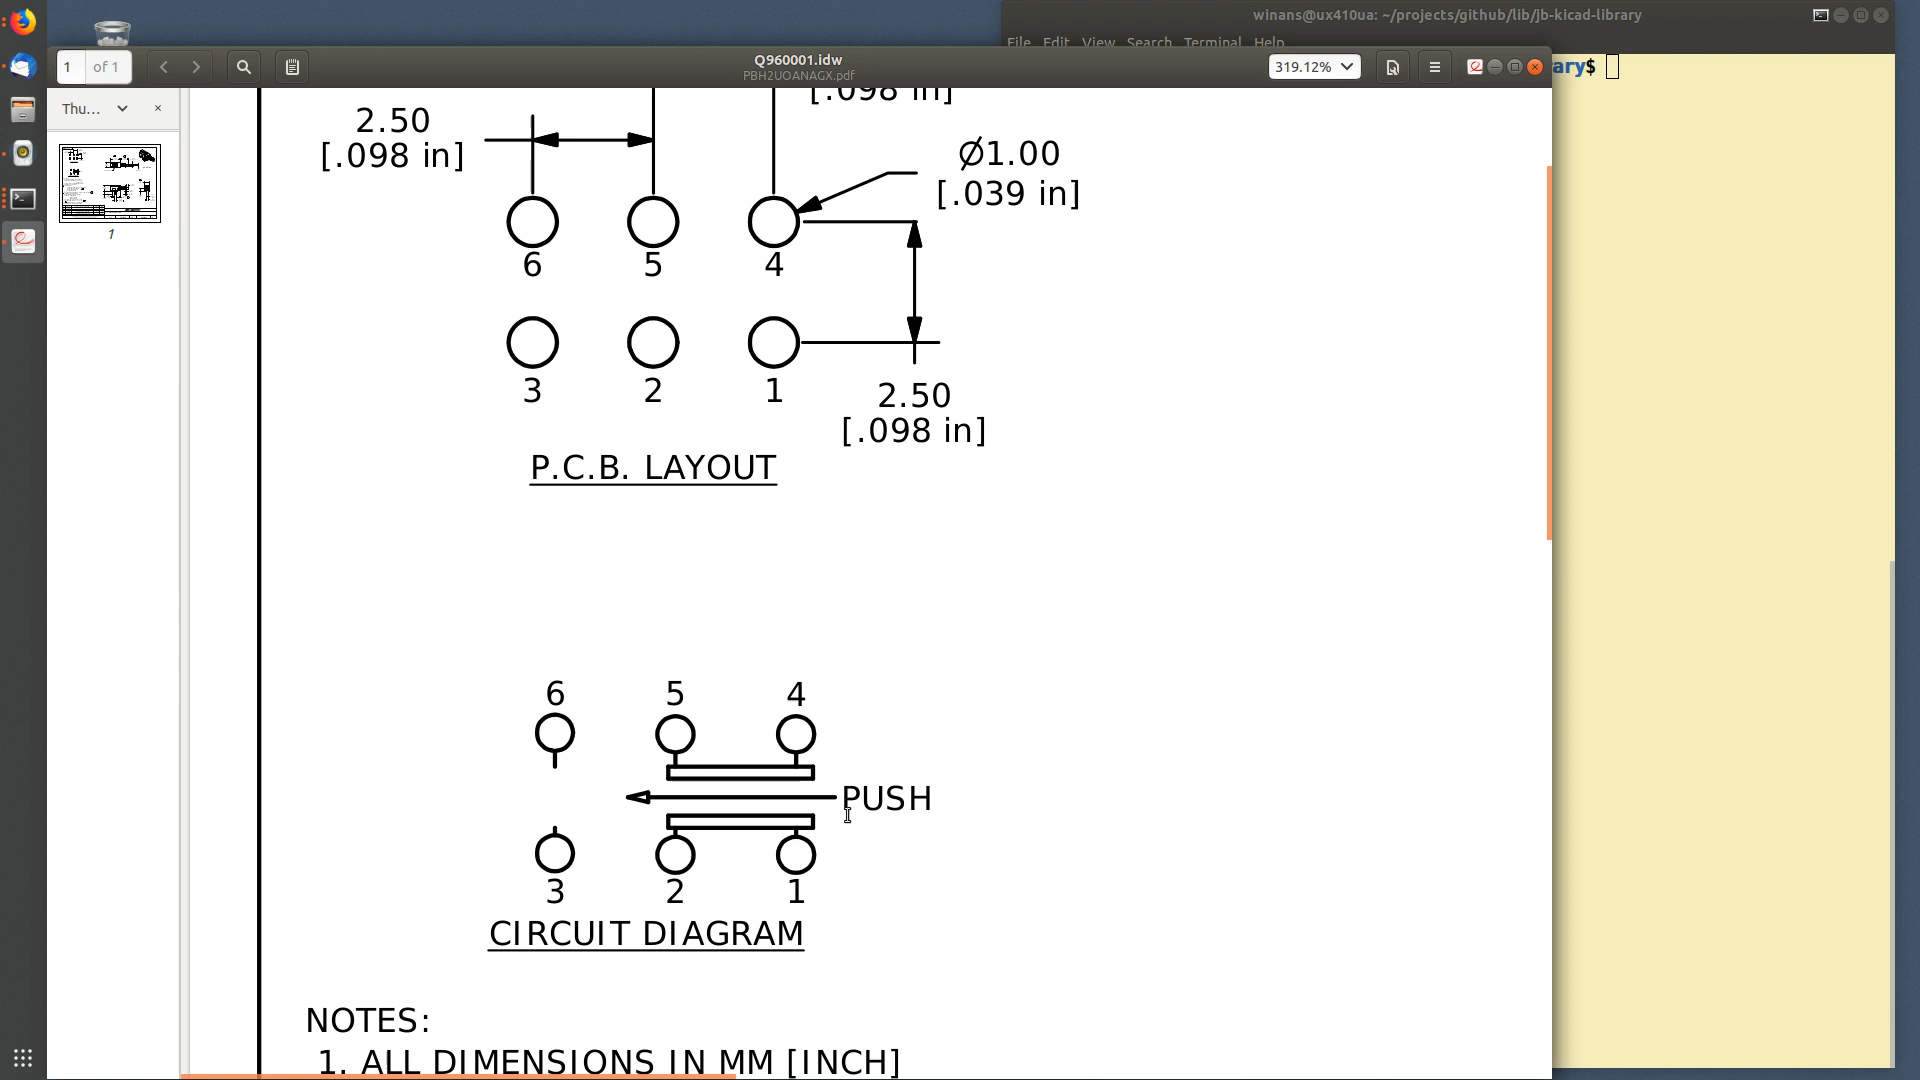 winans@ux410ua: ~/projects/github/lib/jb-kicad-library
File Edit View Search Terminal Help
1 of 1
Q960001.idw
PBH2UOANAGX.pdf
319.12%
ary$
Thu...
1
[.098 in]
2.50
[.098 in]
Ø1.00
[.039 in]
6 5 4
3 2 1
2.50
[.098 in]
P.C.B. LAYOUT
6 5 4
PUSH
3 2 1
CIRCUIT DIAGRAM
NOTES:
1. ALL DIMENSIONS IN MM [INCH]